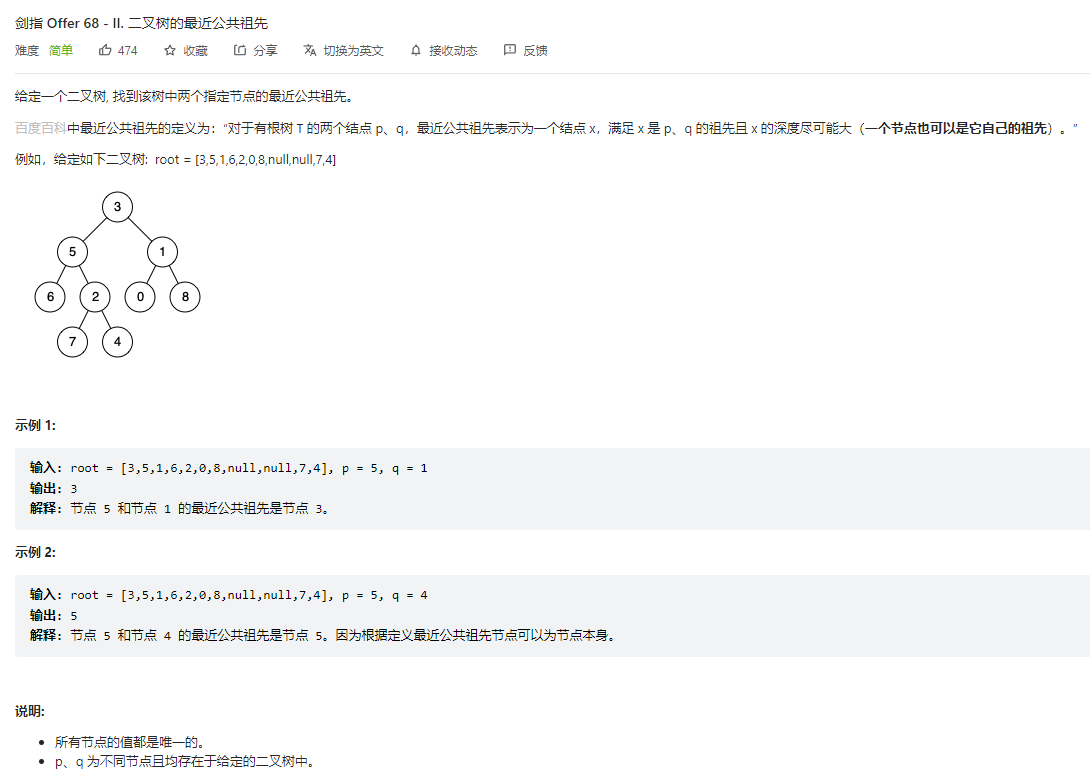 剑指 Offer 68 - II. 二叉树的最近公共祖先
难度 简单 474 收藏 分享 切换为英文 接收动态 反馈
给定一个二叉树, 找到该树中两个指定节点的最近公共祖先。
百度百科中最近公共祖先的定义为：“对于有根树 T 的两个结点 p、q，最近公共祖先表示为一个结点 x，满足 x 是 p、q 的祖先且 x 的深度尽可能大（一个节点也可以是它自己的祖先）。”
例如，给定如下二叉树: root = [3,5,1,6,2,0,8,null,null,7,4]
3
5 1
6 2 0 8
7 4
示例 1:
输入: root = [3,5,1,6,2,0,8,null,null,7,4], p = 5, q = 1
输出: 3
解释: 节点 5 和节点 1 的最近公共祖先是节点 3。
示例 2:
输入: root = [3,5,1,6,2,0,8,null,null,7,4], p = 5, q = 4
输出: 5
解释: 节点 5 和节点 4 的最近公共祖先是节点 5。因为根据定义最近公共祖先节点可以为节点本身。
说明:
• 所有节点的值都是唯一的。
• p、q 为不同节点且均存在于给定的二叉树中。